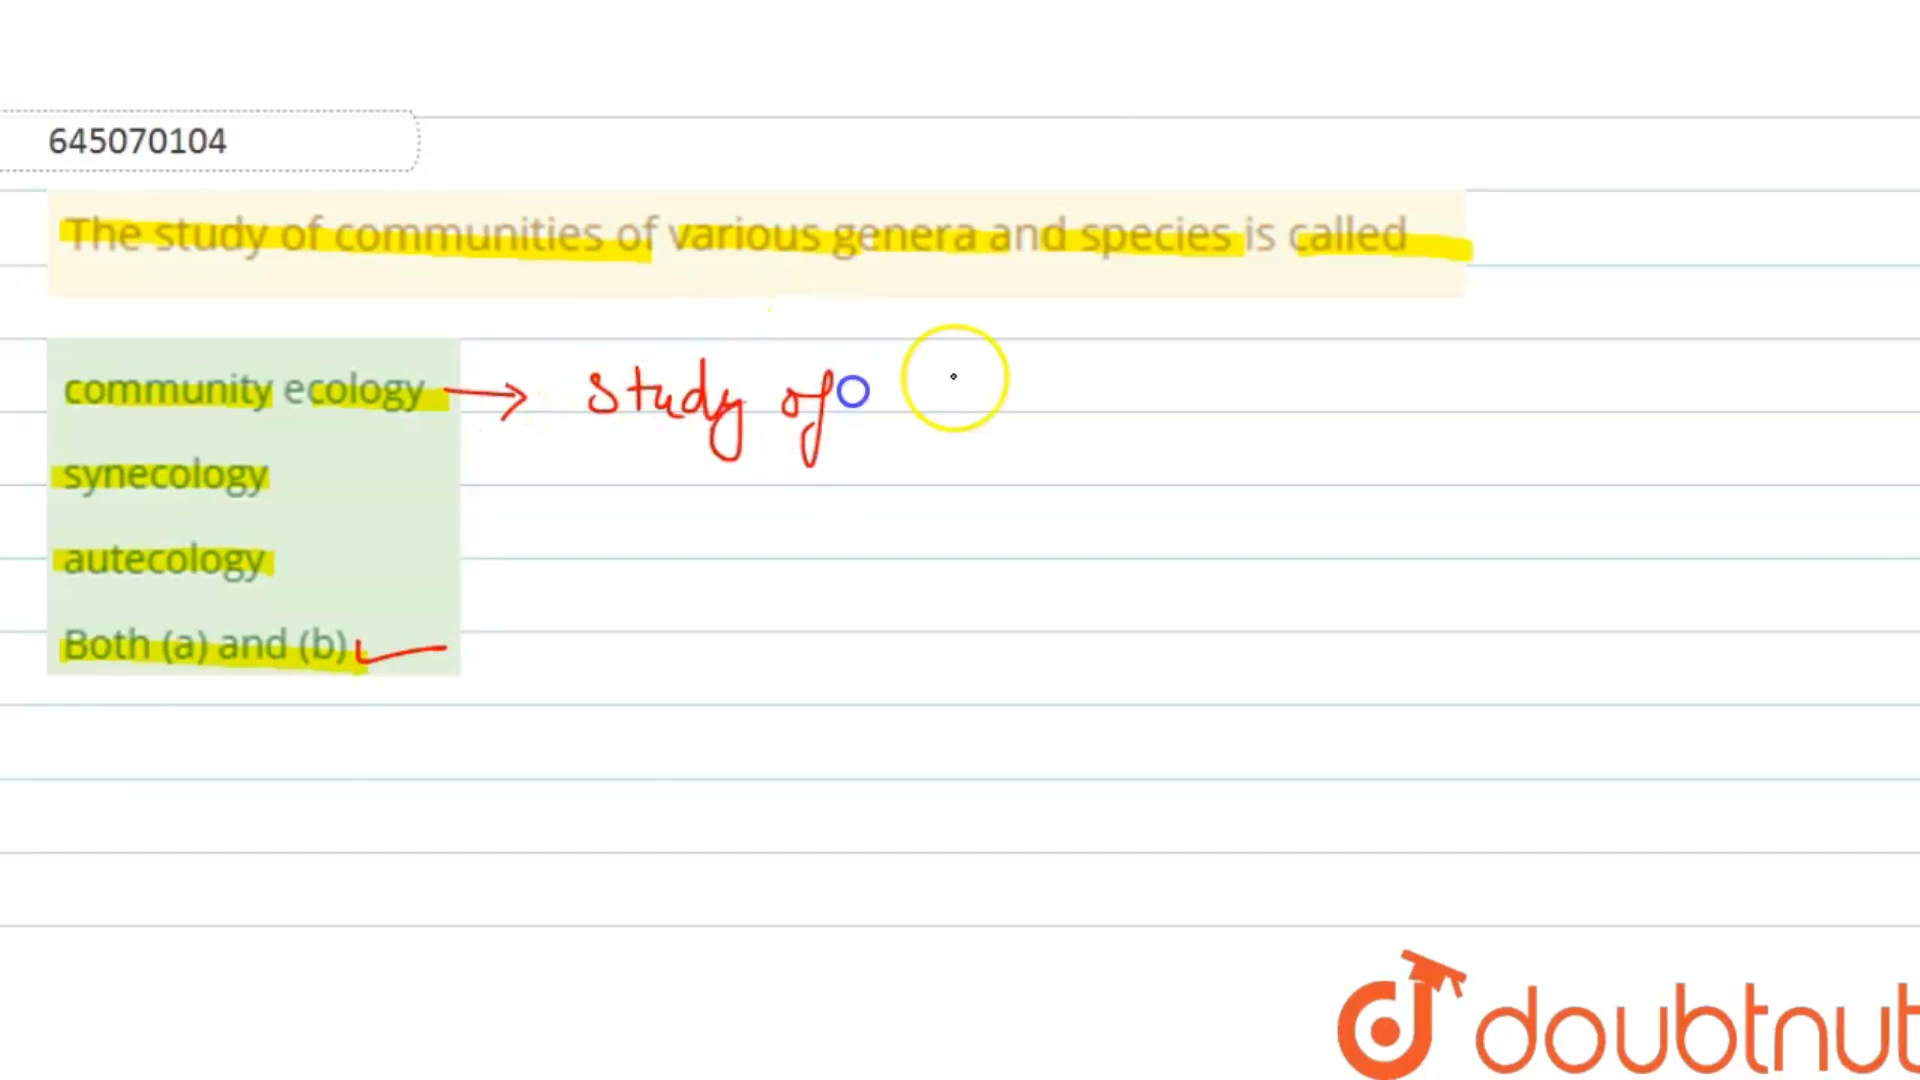 645070104
The study of communities of various genera and species is called
community ecology → study of
synecology
autecology
Both (a) and (b)
doubtnut